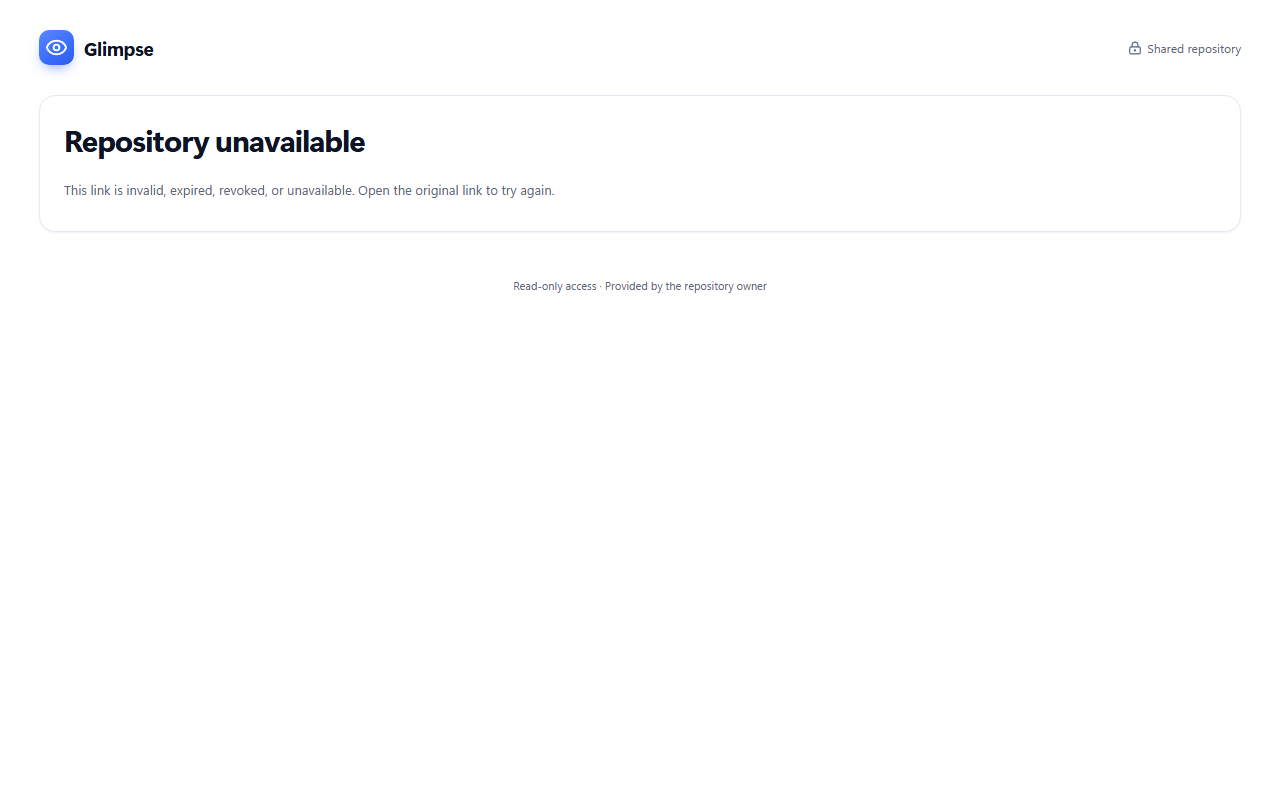 Glimpse
Shared repository
Repository unavailable
This link is invalid, expired, revoked, or unavailable. Open the original link to try again.
Read-only access · Provided by the repository owner